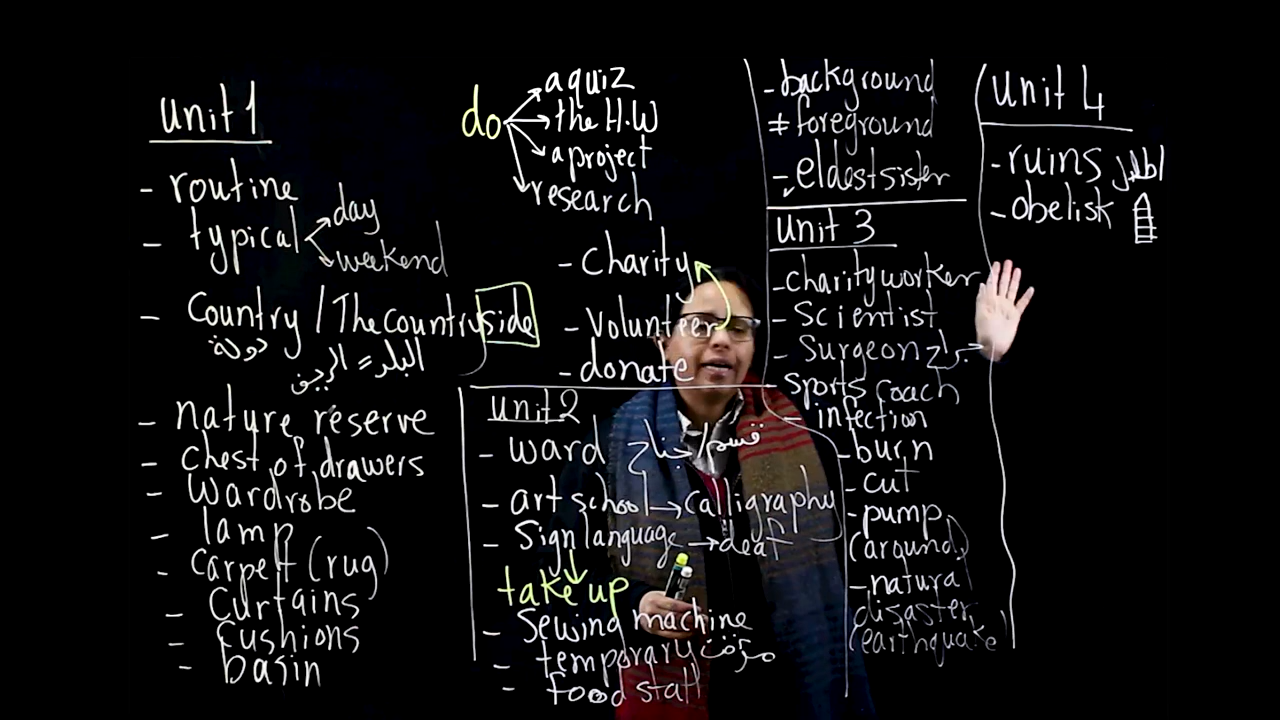 unit 1
- routine
- typical
day
weekend
- Country / The countryside
دولة
البلد = الريف
- nature reserve
- chest of drawers
- wardrobe
- lamp
- carpet (rug)
- curtains
- cushions
- basin
do
a quiz
the H.W
a project
research
- charity
- volunteer
- donate
unit 2
- ward قسم / جناح
- art school → calligraphy
- Sign language → deaf
take up
- Sewing machine
- temporary مؤقت
- food stall
- background
≠ foreground
- eldest sister
unit 3
- charity worker
- Scientist
- Surgeon جراح
sports coach
- infection
- burn
- cut
- pump
(around)
- natural
disaster
(earthquake)
unit 4
- ruins
- obelisk